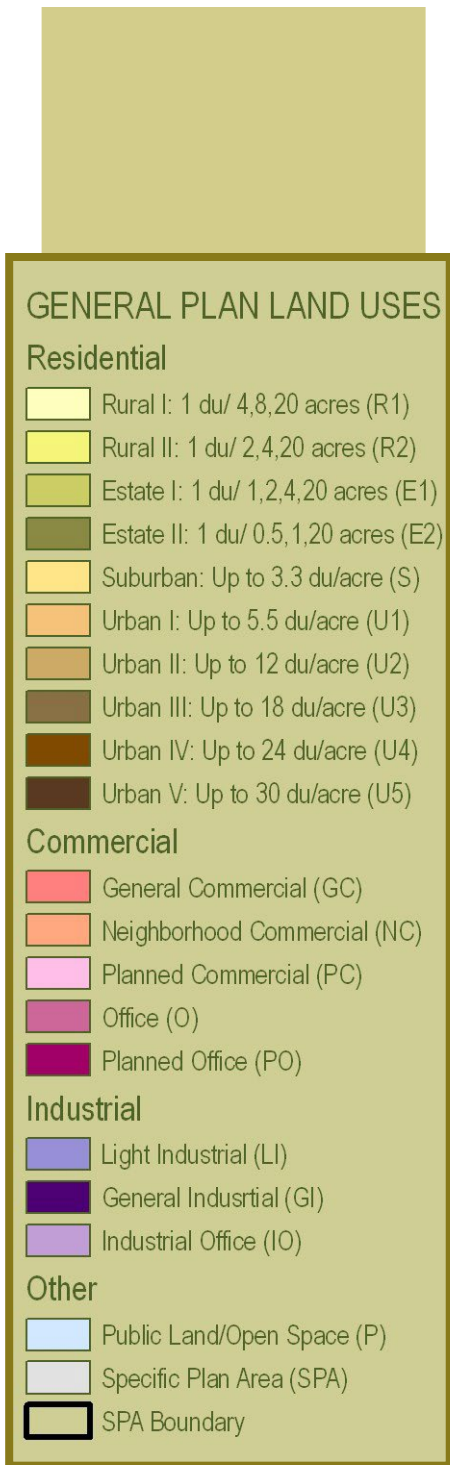 GENERAL PLAN LAND USES
Residential
Rural I: 1 du/ 4,8,20 acres (R1)
Rural II: 1 du/ 2,4,20 acres (R2)
Estate I: 1 du/ 1,2,4,20 acres (E1)
Estate II: 1 du/ 0.5,1,20 acres (E2)
Suburban: Up to 3.3 du/acre (S)
Urban I: Up to 5.5 du/acre (U1)
Urban II: Up to 12 du/acre (U2)
Urban III: Up to 18 du/acre (U3)
Urban IV: Up to 24 du/acre (U4)
Urban V: Up to 30 du/acre (U5)
Commercial
General Commercial (GC)
Neighborhood Commercial (NC)
Planned Commercial (PC)
Office (O)
Planned Office (PO)
Industrial
Light Industrial (LI)
General Indusrtial (GI)
Industrial Office (IO)
Other
Public Land/Open Space (P)
Specific Plan Area (SPA)
SPA Boundary